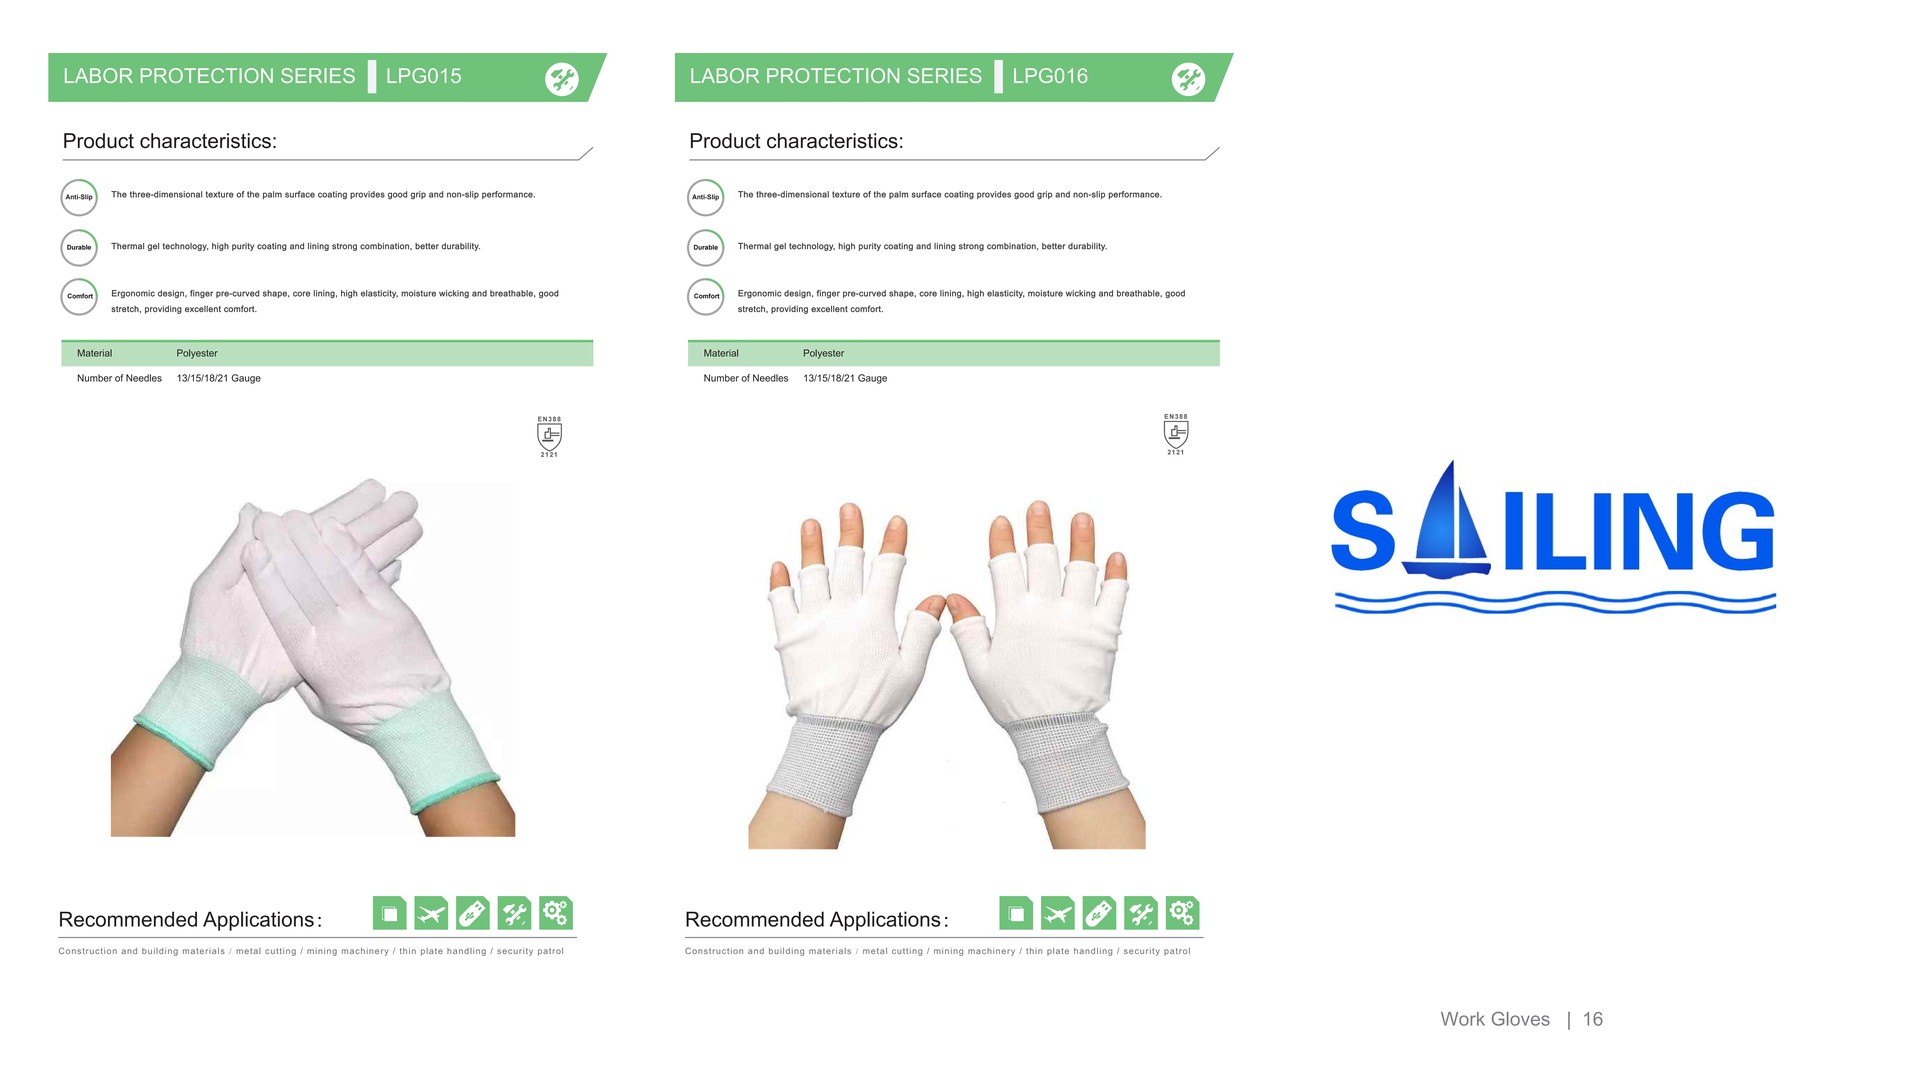 LABOR PROTECTION SERIES LPG015
Product characteristics:
Anti-Slip
The three-dimensional texture of the palm surface coating provides good grip and non-slip performance.
Durable
Thermal gel technology, high purity coating and lining strong combination, better durability.
Comfort
Ergonomic design, finger pre-curved shape, core lining, high elasticity, moisture wicking and breathable, good
stretch, providing excellent comfort.
Material Polyester
Number of Needles 13/15/18/21 Gauge
EN388
2121
Recommended Applications:
Construction and building materials / metal cutting / mining machinery / thin plate handling / security patrol
LABOR PROTECTION SERIES LPG016
Product characteristics:
Anti-Slip
The three-dimensional texture of the palm surface coating provides good grip and non-slip performance.
Durable
Thermal gel technology, high purity coating and lining strong combination, better durability.
Comfort
Ergonomic design, finger pre-curved shape, core lining, high elasticity, moisture wicking and breathable, good
stretch, providing excellent comfort.
Material Polyester
Number of Needles 13/15/18/21 Gauge
EN388
2121
Recommended Applications:
Construction and building materials / metal cutting / mining machinery / thin plate handling / security patrol
SAILING
Work Gloves | 16